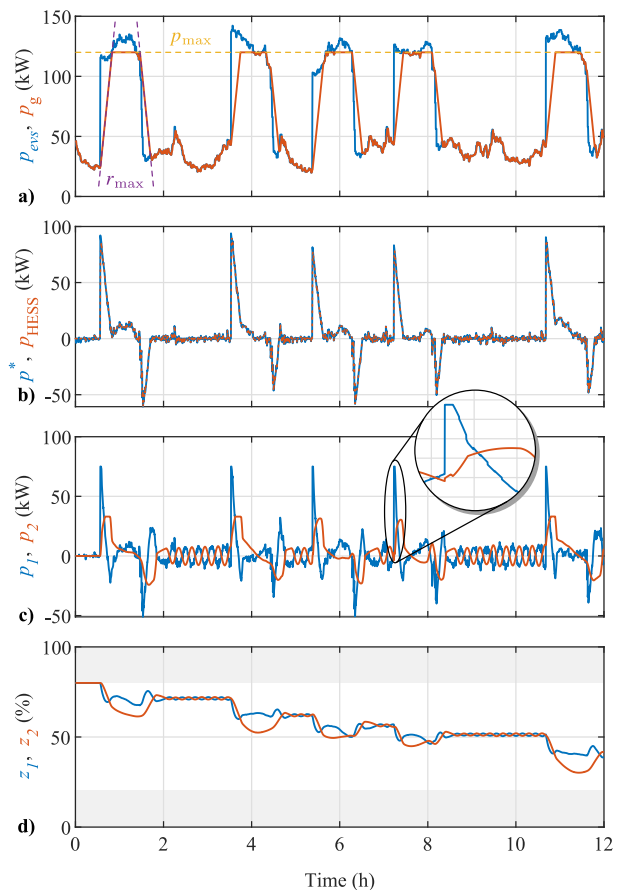 150
100
50
0
p_evs, p_g (kW)
p_max
r_max
a)
100
50
0
-50
p*, p_HESS (kW)
b)
100
50
0
-50
p_1, p_2 (kW)
c)
100
50
0
z_1, z_2 (%)
d)
0 2 4 6 8 10 12
Time (h)